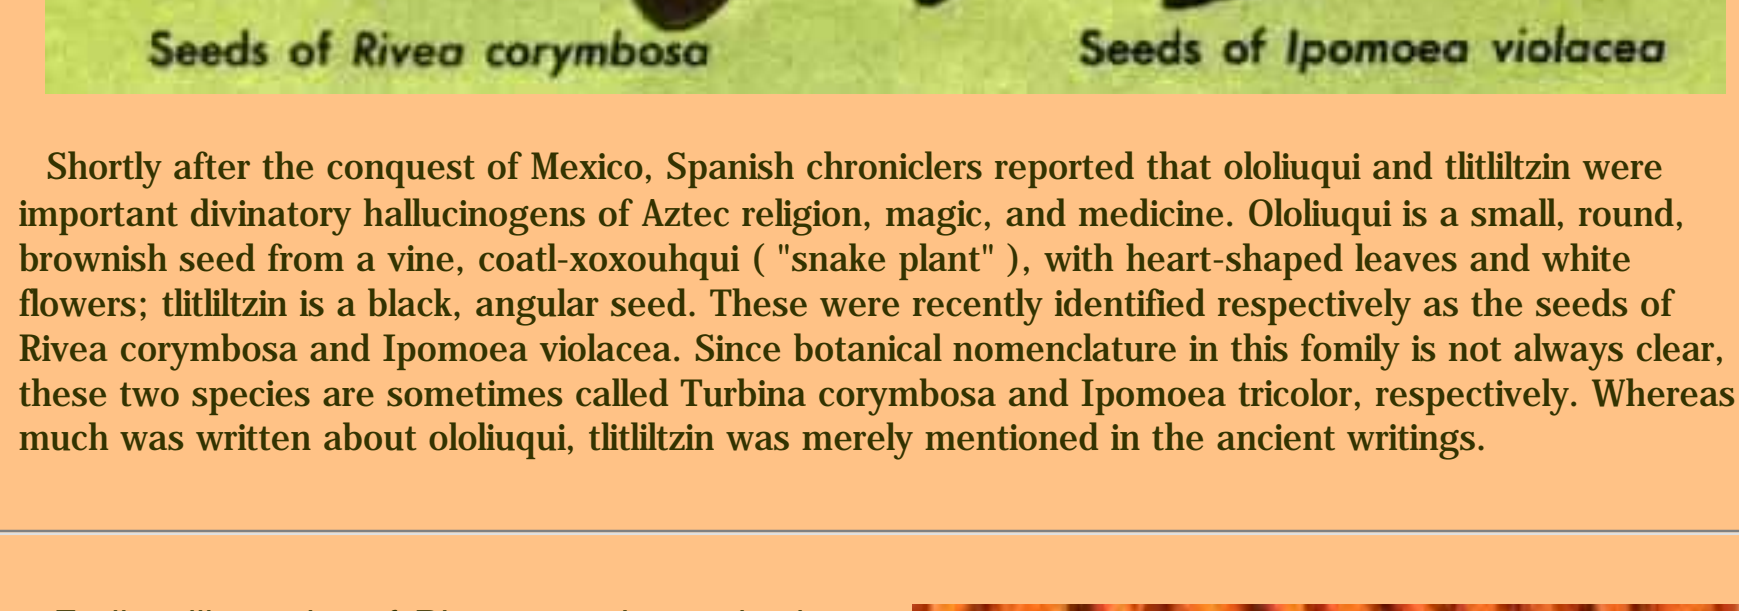 Seeds of Rivea corymbosa
Seeds of Ipomoea violacea
Shortly after the conquest of Mexico, Spanish chroniclers reported that ololiuqui and tlitliltzin were
important divinatory hallucinogens of Aztec religion, magic, and medicine. Ololiuqui is a small, round,
brownish seed from a vine, coatl-xoxouhqui ( "snake plant" ), with heart-shaped leaves and white
flowers; tlitliltzin is a black, angular seed. These were recently identified respectively as the seeds of
Rivea corymbosa and Ipomoea violacea. Since botanical nomenclature in this fomily is not always clear,
these two species are sometimes called Turbina corymbosa and Ipomoea tricolor, respectively. Whereas
much was written about ololiuqui, tlitliltzin was merely mentioned in the ancient writings.